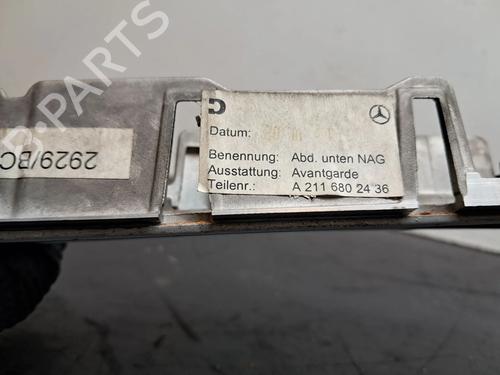 D
Datum:
Benennung: Abd. unten NAG
Ausstattung: Avantgarde
Teilenr.: A 211 680 24 36
2929/BC
B-PARTS